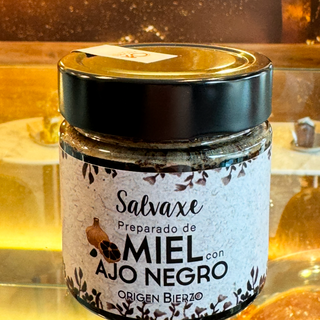 Salvaxe
Preparado de
MIEL con
AJO NEGRO
ORIGEN BIERZO